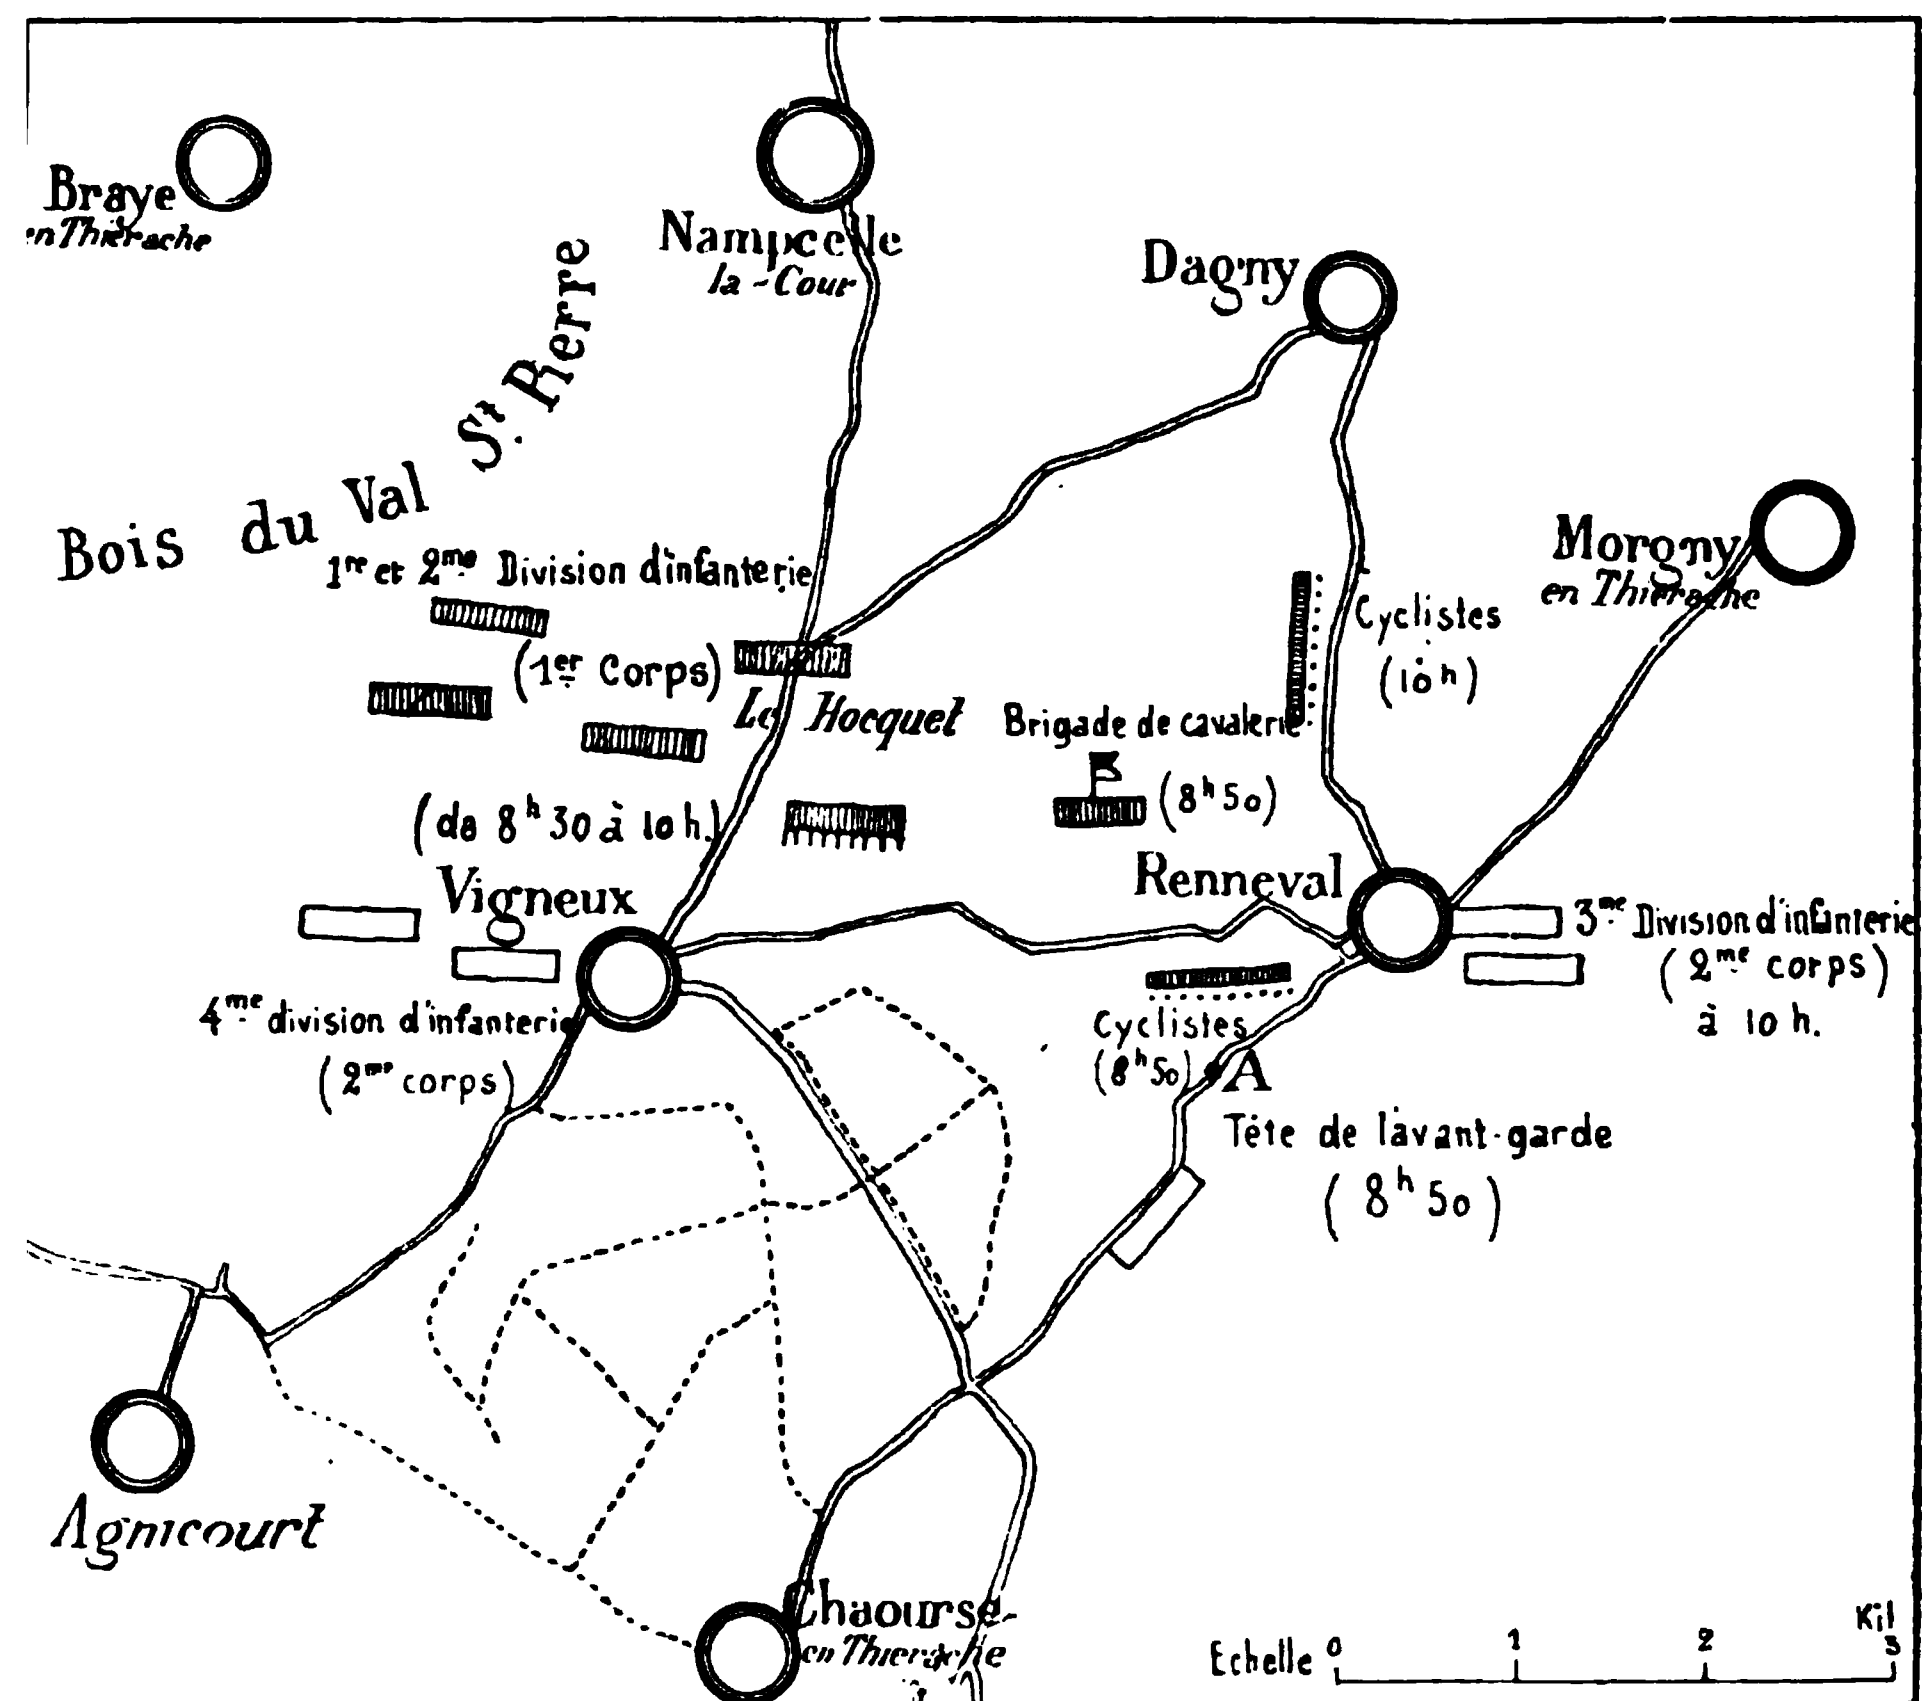 Braye
en Thiérache
Nampcelle
la-Cour
Dagny
Bois du Val St. Pierre
Morgny
en Thiérache
1re et 2me Division d'infanterie
(1er Corps)
Le Hocquet
Cyclistes
(10h)
Brigade de cavalerie
(8h50)
(de 8h30 à 10h.)
Vigneux
Renneval
3me Division d'infanterie
(2me corps)
à 10 h.
4me division d'infanterie
(2me corps)
Cyclistes
(8h50)
A
Tête de l'avant-garde
(8h50)
Agnicourt
Chaourse
en Thiérache
Echelle 0 1 2 3
Kil